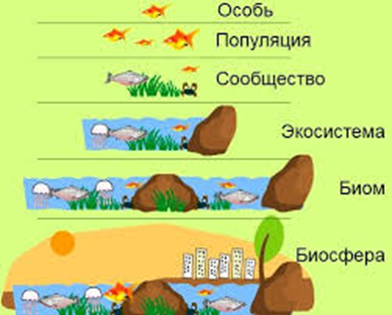 Особь
Популяция
Сообщество
Экосистема
Биом
Биосфера